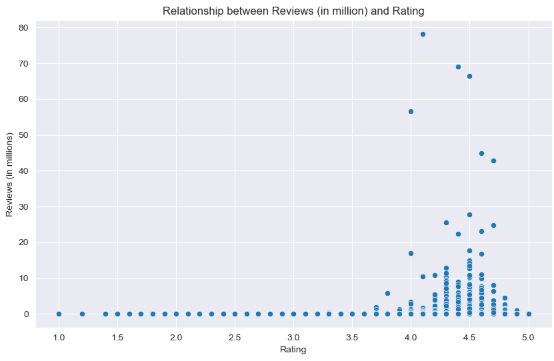 Relationship between Reviews (in million) and Rating
80
70
60
50
40
30
20
10
0
Reviews (in millions)
1.0 1.5 2.0 2.5 3.0 3.5 4.0 4.5 5.0
Rating